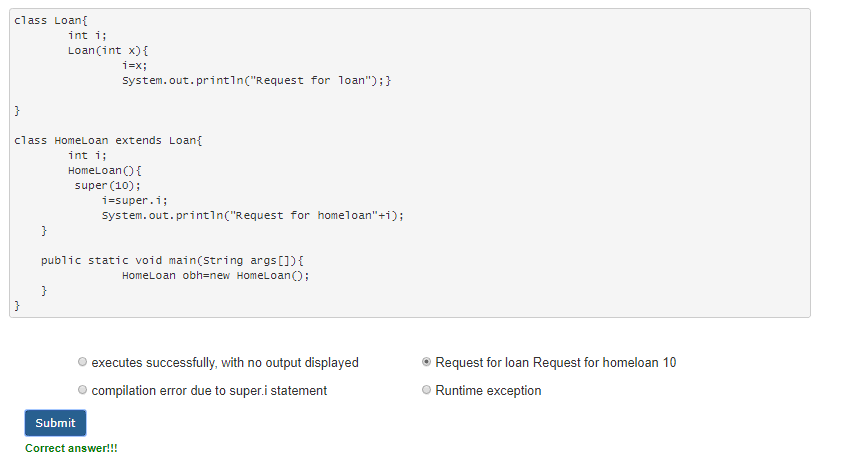 class Loan{
int i;
Loan(int x){
i=x;
System.out.println("Request for loan");}
}
class HomeLoan extends Loan{
int i;
HomeLoan(){
super(10);
i=super.i;
System.out.println("Request for homeloan"+i);
}
public static void main(String args[]){
HomeLoan obh=new HomeLoan();
}
}
executes successfully, with no output displayed
Request for loan Request for homeloan 10
compilation error due to super.i statement
Runtime exception
Submit
Correct answer!!!